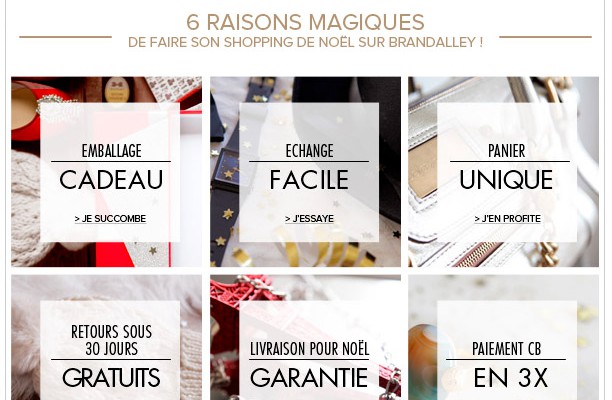 6 RAISONS MAGIQUES
DE FAIRE SON SHOPPING DE NOËL SUR BRANDALLEY !
EMBALLAGE
CADEAU
> JE SUCCOMBE
ECHANGE
FACILE
> J'ESSAYE
PANIER
UNIQUE
> J'EN PROFITE
RETOURS SOUS
30 JOURS
GRATUITS
LIVRAISON POUR NOËL
GARANTIE
PAIEMENT CB
EN 3X